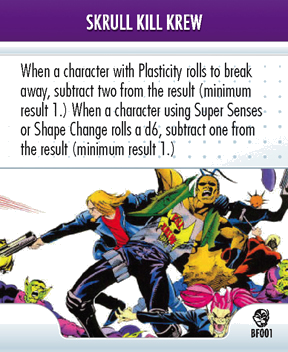 SKRULL KILL KREW
When a character with Plasticity rolls to break
away, subtract two from the result (minimum
result 1.) When a character using Super Senses
or Shape Change rolls a d6, subtract one from
the result (minimum result 1.)
BF001